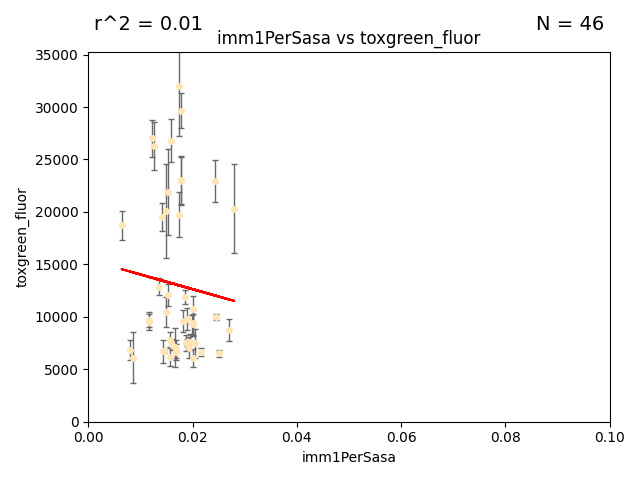 r^2 = 0.01
N = 46
imm1PerSasa vs toxgreen_fluor
35000
30000
25000
20000
15000
10000
5000
0
toxgreen_fluor
0.00
0.02
0.04
0.06
0.08
0.10
imm1PerSasa